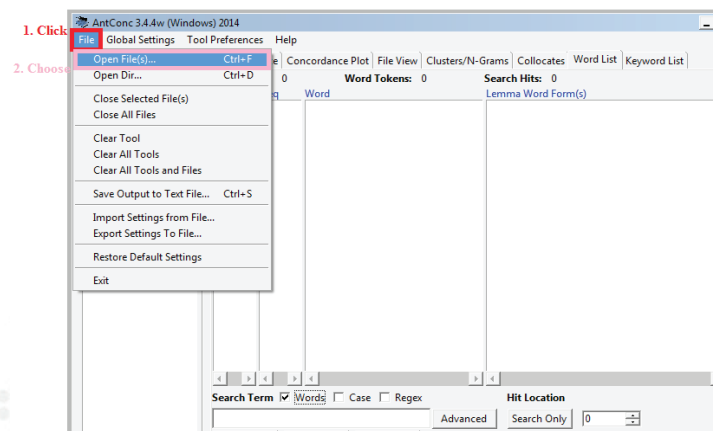 AntConc 3.4.4w (Windows) 2014
1. Click
File Global Settings Tool Preferences Help
2. Choose
Open File(s)... Ctrl+F
Concordance Plot File View Clusters/N-Grams Collocates Word List Keyword List
Open Dir... Ctrl+D
0 Word Tokens: 0 Search Hits: 0
Word Lemma Word Form(s)
Close Selected File(s)
Close All Files
Clear Tool
Clear All Tools
Clear All Tools and Files
Save Output to Text File... Ctrl+S
Import Settings from File...
Export Settings To File...
Restore Default Settings
Exit
Search Term Words Case Regex Hit Location
Advanced Search Only 0